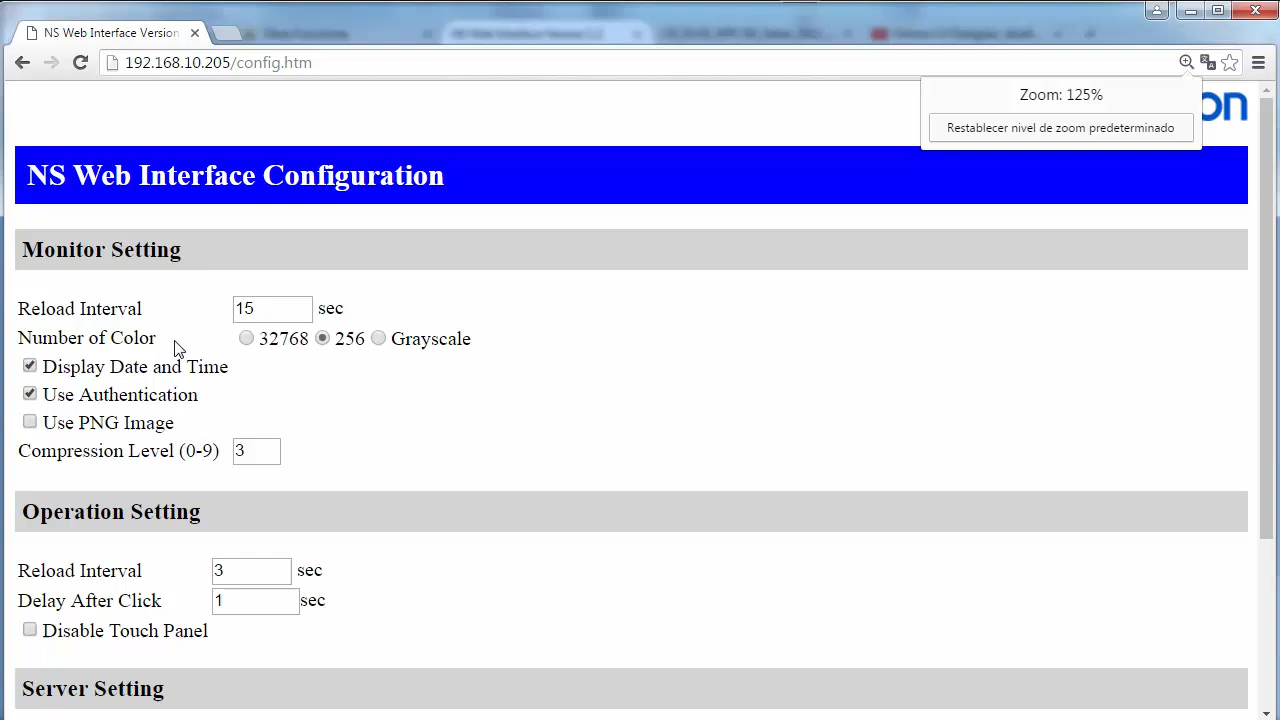 NS Web Interface Version
192.168.10.205/config.htm
Zoom: 125%
Restablecer nivel de zoom predeterminado
on
NS Web Interface Configuration
Monitor Setting
Reload Interval 15 sec
Number of Color 32768 256 Grayscale
Display Date and Time
Use Authentication
Use PNG Image
Compression Level (0-9) 3
Operation Setting
Reload Interval 3 sec
Delay After Click 1 sec
Disable Touch Panel
Server Setting